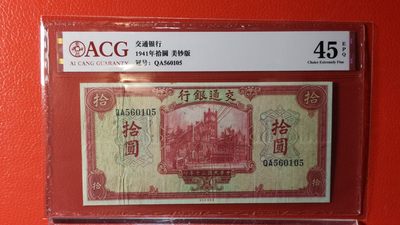 ACG
XI CANG GUARANTY
交通银行
1941年拾圆 美钞版
冠号：QA560105
45
EPQ
Choice Extremely Fine
拾
拾
行銀通交
QA560105
拾圓
拾圓
QA560105
拾
拾